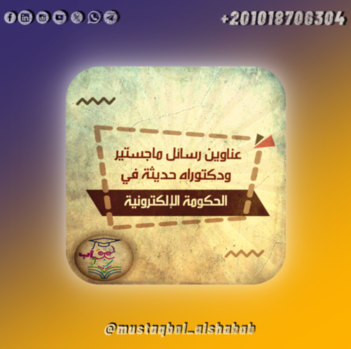 +201018706304
عناوين رسائل ماجستير
ودكتوراه حديثة في
الحكومة الإلكترونية
@mustaqbal_alshabab